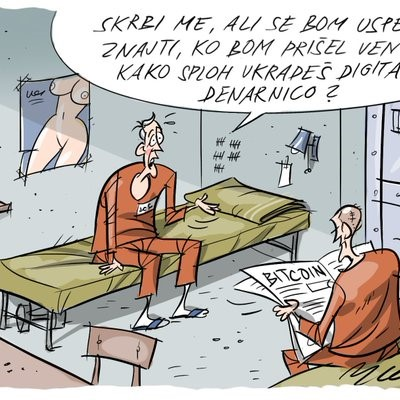 SKRBI ME, ALI SE BOM USPE
ZNAJTI, KO BOM PRIŠEL VEN
KAKO SPLOH UKRADEŠ DIGITA
DENARNICO?
BITCOIN